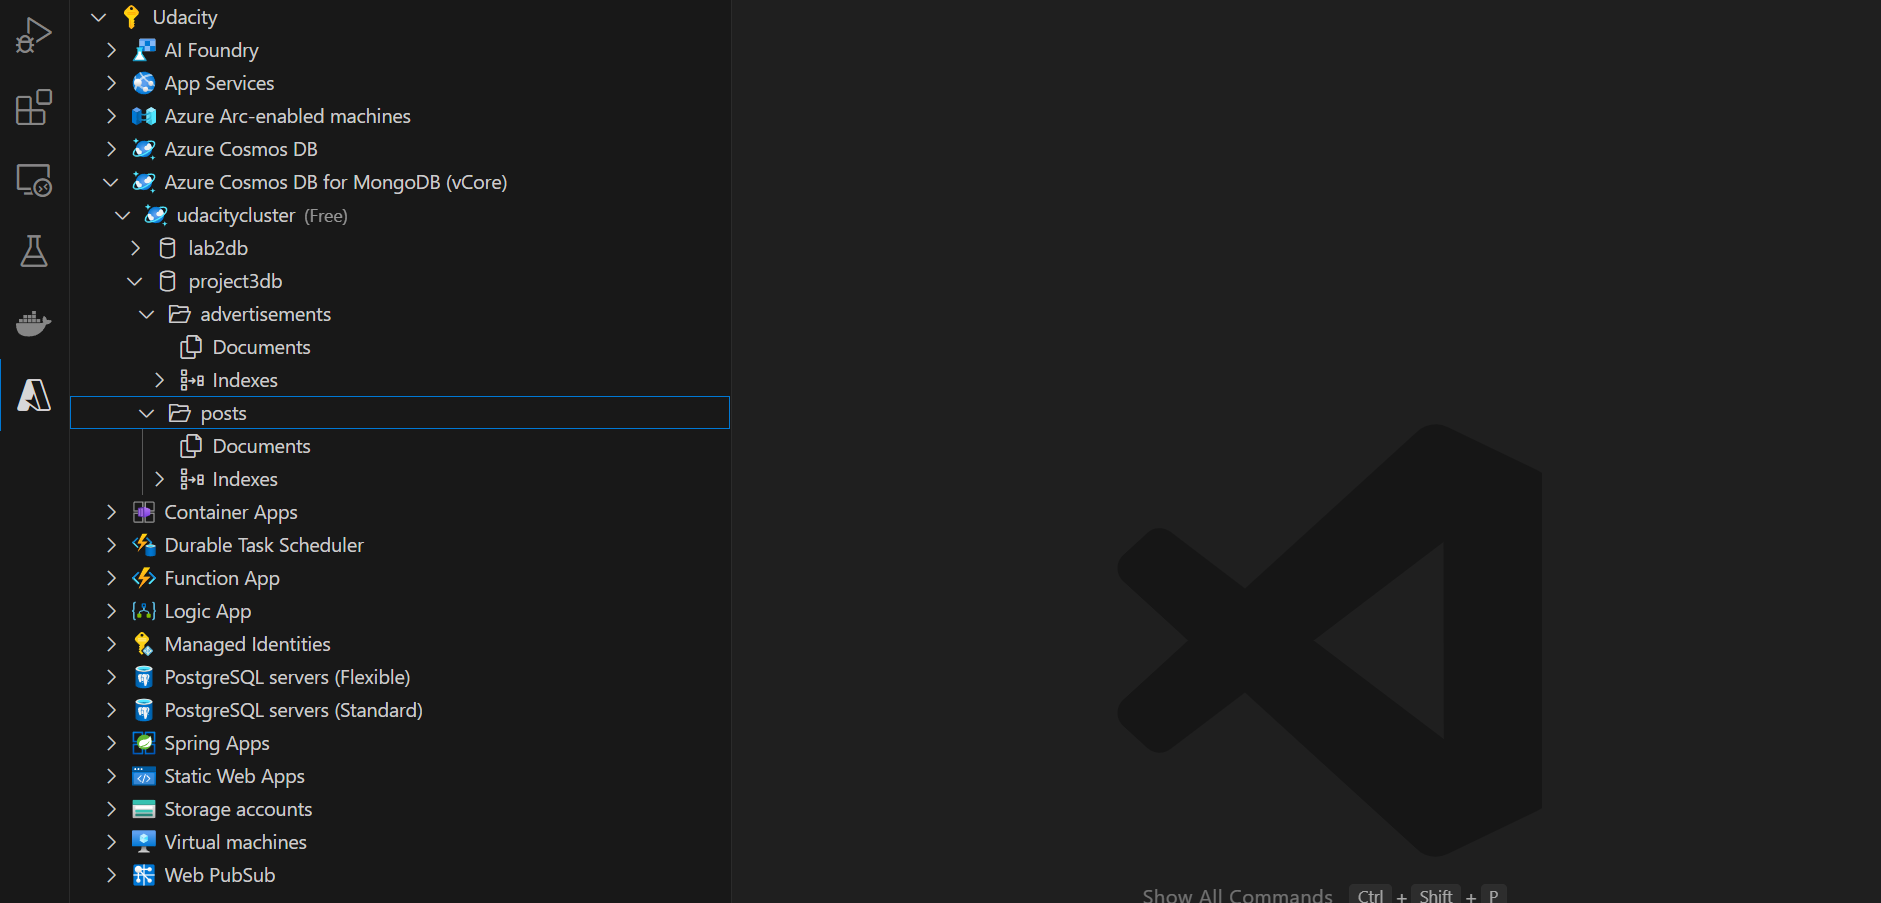 Udacity
AI Foundry
App Services
Azure Arc-enabled machines
Azure Cosmos DB
Azure Cosmos DB for MongoDB (vCore)
udacitycluster (Free)
lab2db
project3db
advertisements
Documents
Indexes
posts
Documents
Indexes
Container Apps
Durable Task Scheduler
Function App
Logic App
Managed Identities
PostgreSQL servers (Flexible)
PostgreSQL servers (Standard)
Spring Apps
Static Web Apps
Storage accounts
Virtual machines
Web PubSub
Show All Commands Ctrl + Shift + P